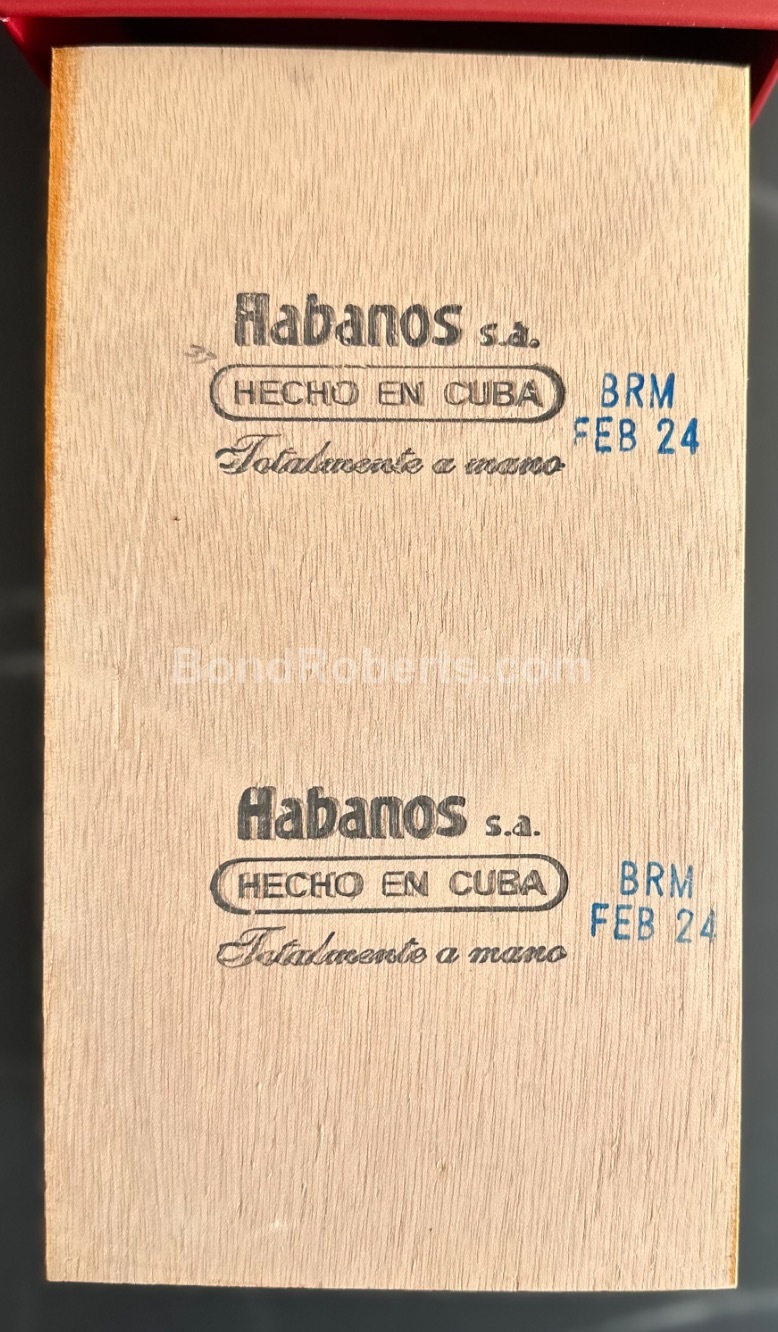 Habanos s.a.
HECHO EN CUBA
Totalmente a mano
BRM
FEB 24
BondRoberts.com
Habanos s.a.
HECHO EN CUBA
Totalmente a mano
BRM
FEB 24